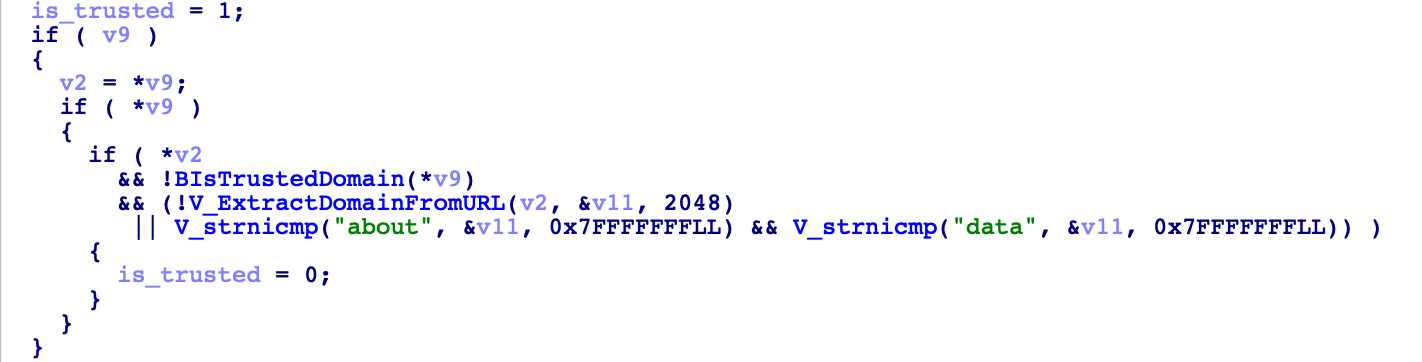 is_trusted = 1;
if ( v9 )
{
  v2 = *v9;
  if ( *v9 )
  {
    if ( *v2
      && !BIsTrustedDomain(*v9)
      && (!V_ExtractDomainFromURL(v2, &v11, 2048)
       || V_strnicmp("about", &v11, 0x7FFFFFFFLL) && V_strnicmp("data", &v11, 0x7FFFFFFFLL)) )
    {
      is_trusted = 0;
    }
  }
}